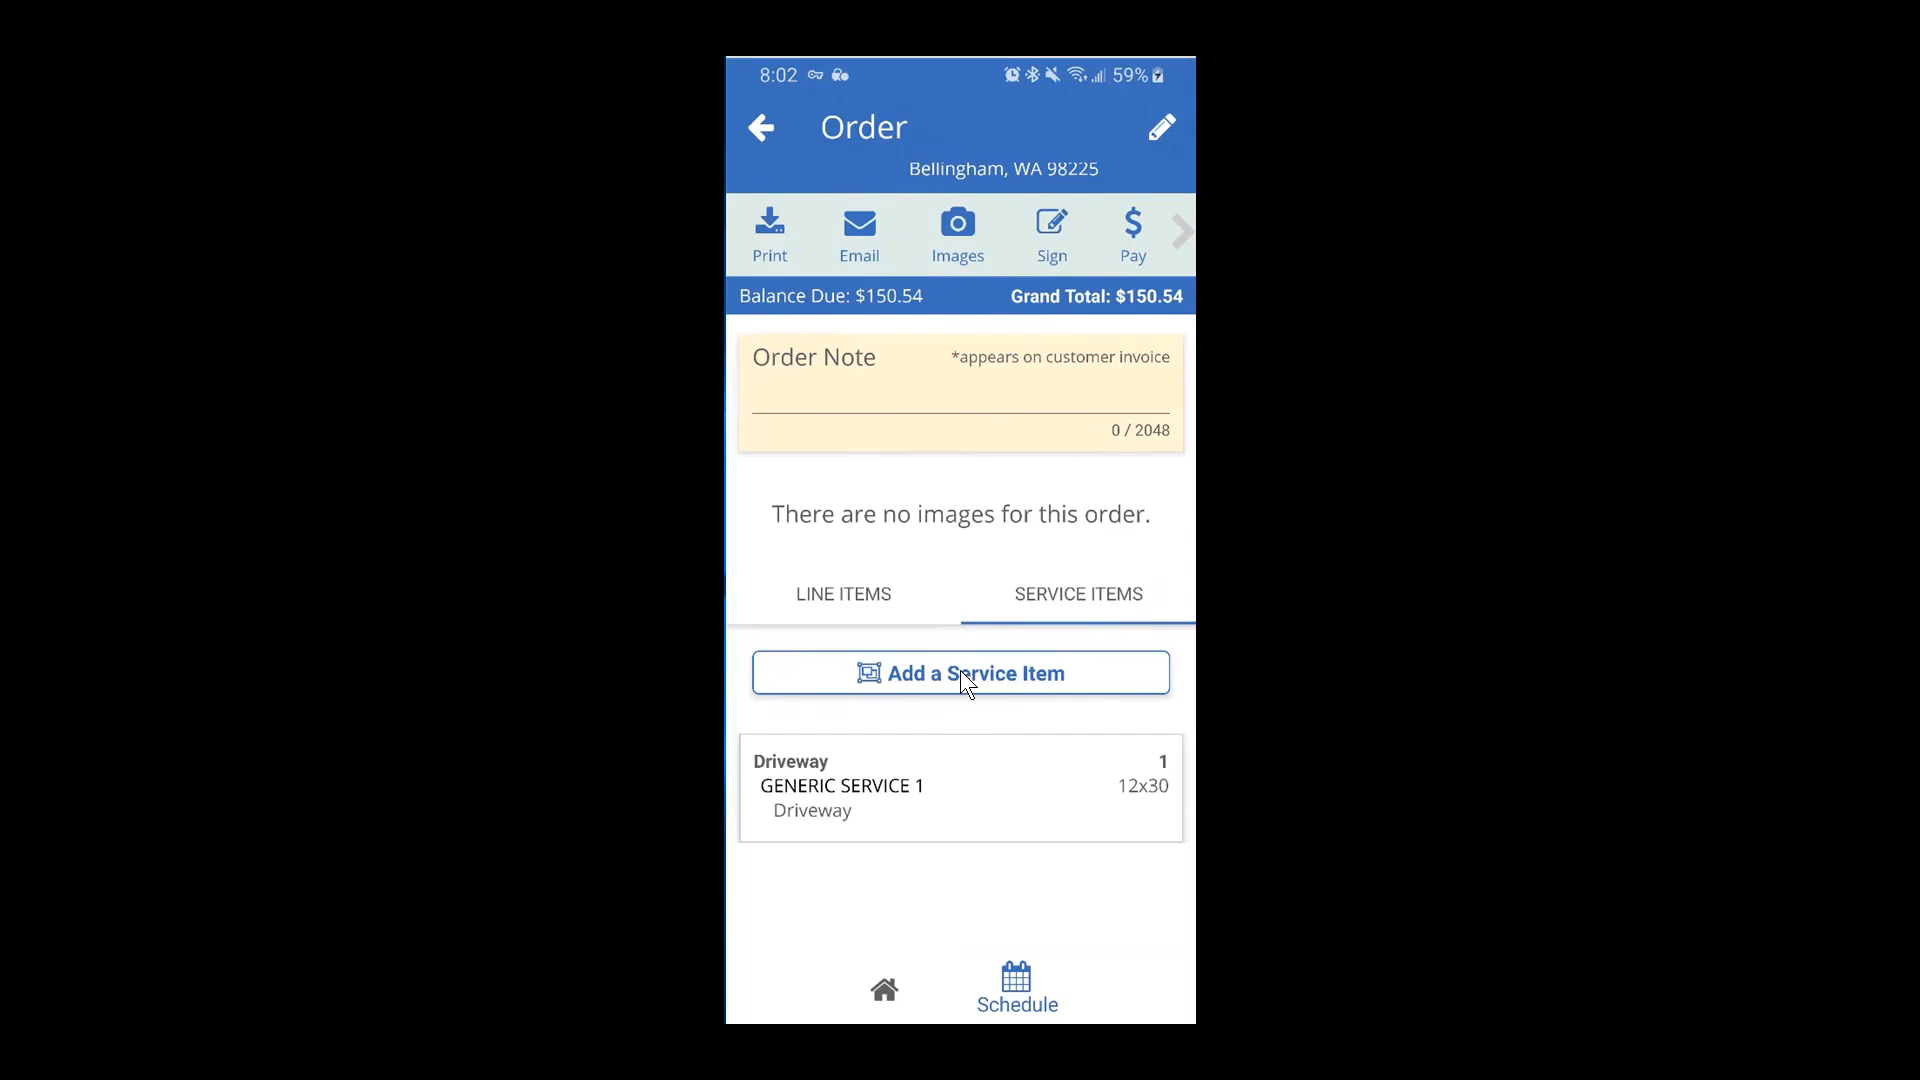 8:02
59%
Order
Bellingham, WA 98225
Print
Email
Images
Sign
Pay
Balance Due: $150.54
Grand Total: $150.54
Order Note
*appears on customer invoice
0 / 2048
There are no images for this order.
LINE ITEMS
SERVICE ITEMS
Add a Service Item
Driveway
1
GENERIC SERVICE 1
12x30
Driveway
Schedule